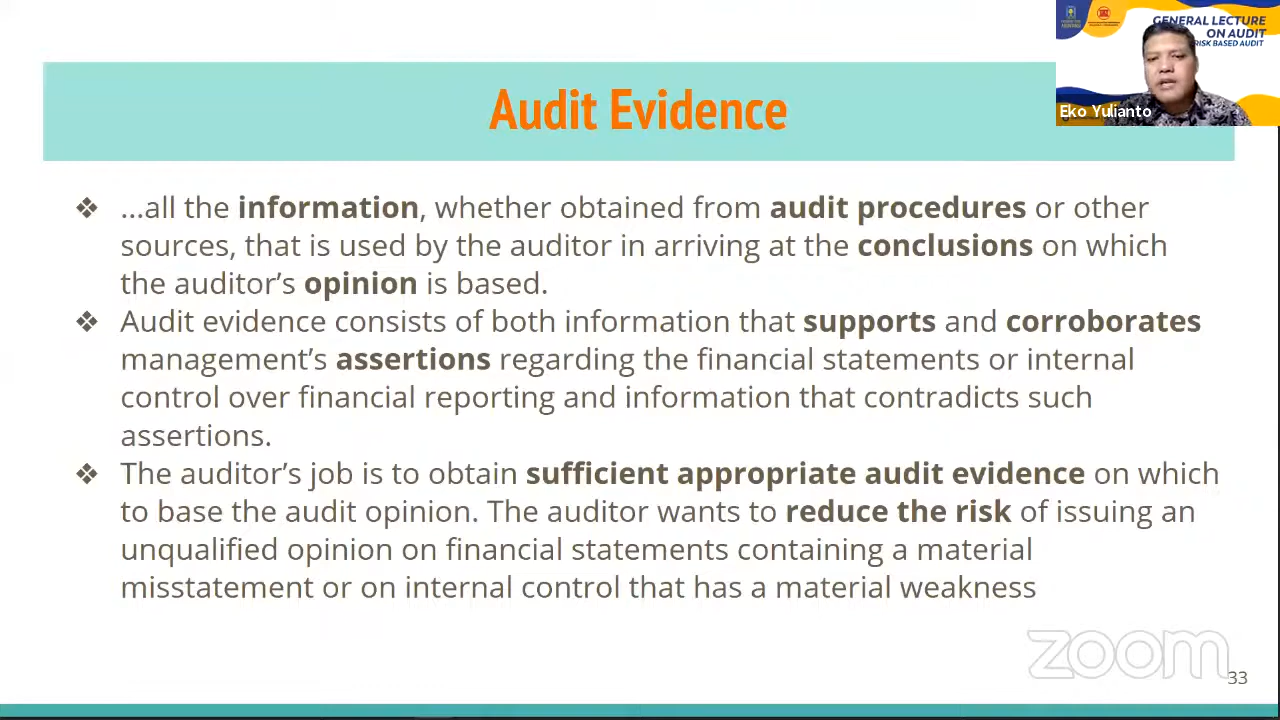 GENERAL LECTURE
ON AUDIT
RISK BASED AUDIT
Eko Yulianto
Audit Evidence
❖ ...all the information, whether obtained from audit procedures or other
sources, that is used by the auditor in arriving at the conclusions on which
the auditor's opinion is based.
❖ Audit evidence consists of both information that supports and corroborates
management's assertions regarding the financial statements or internal
control over financial reporting and information that contradicts such
assertions.
❖ The auditor's job is to obtain sufficient appropriate audit evidence on which
to base the audit opinion. The auditor wants to reduce the risk of issuing an
unqualified opinion on financial statements containing a material
misstatement or on internal control that has a material weakness
zoom
33